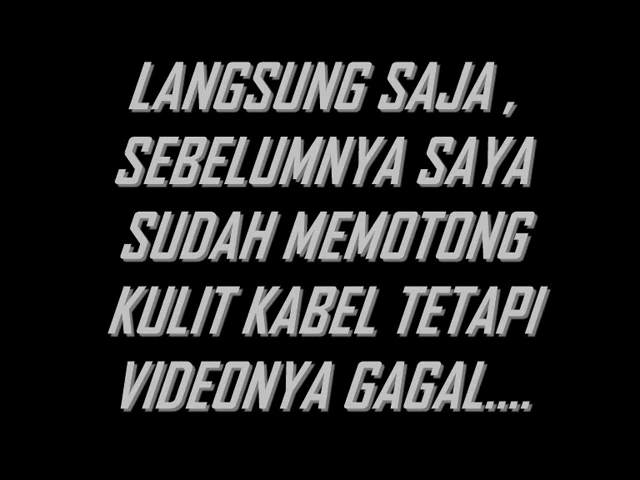 LANGSUNG SAJA ,
SEBELUMNYA SAYA
SUDAH MEMOTONG
KULIT KABEL TETAPI
VIDEONYA GAGAL....